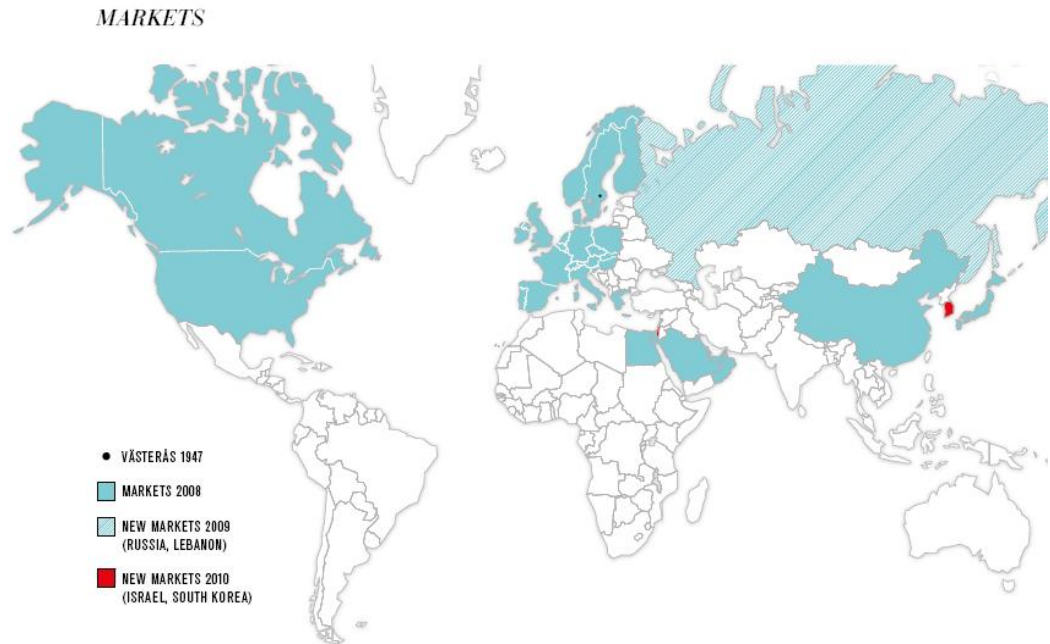 MARKETS
VÄSTERÅS 1947
MARKETS 2008
NEW MARKETS 2009
(RUSSIA, LEBANON)
NEW MARKETS 2010
(ISRAEL, SOUTH KOREA)